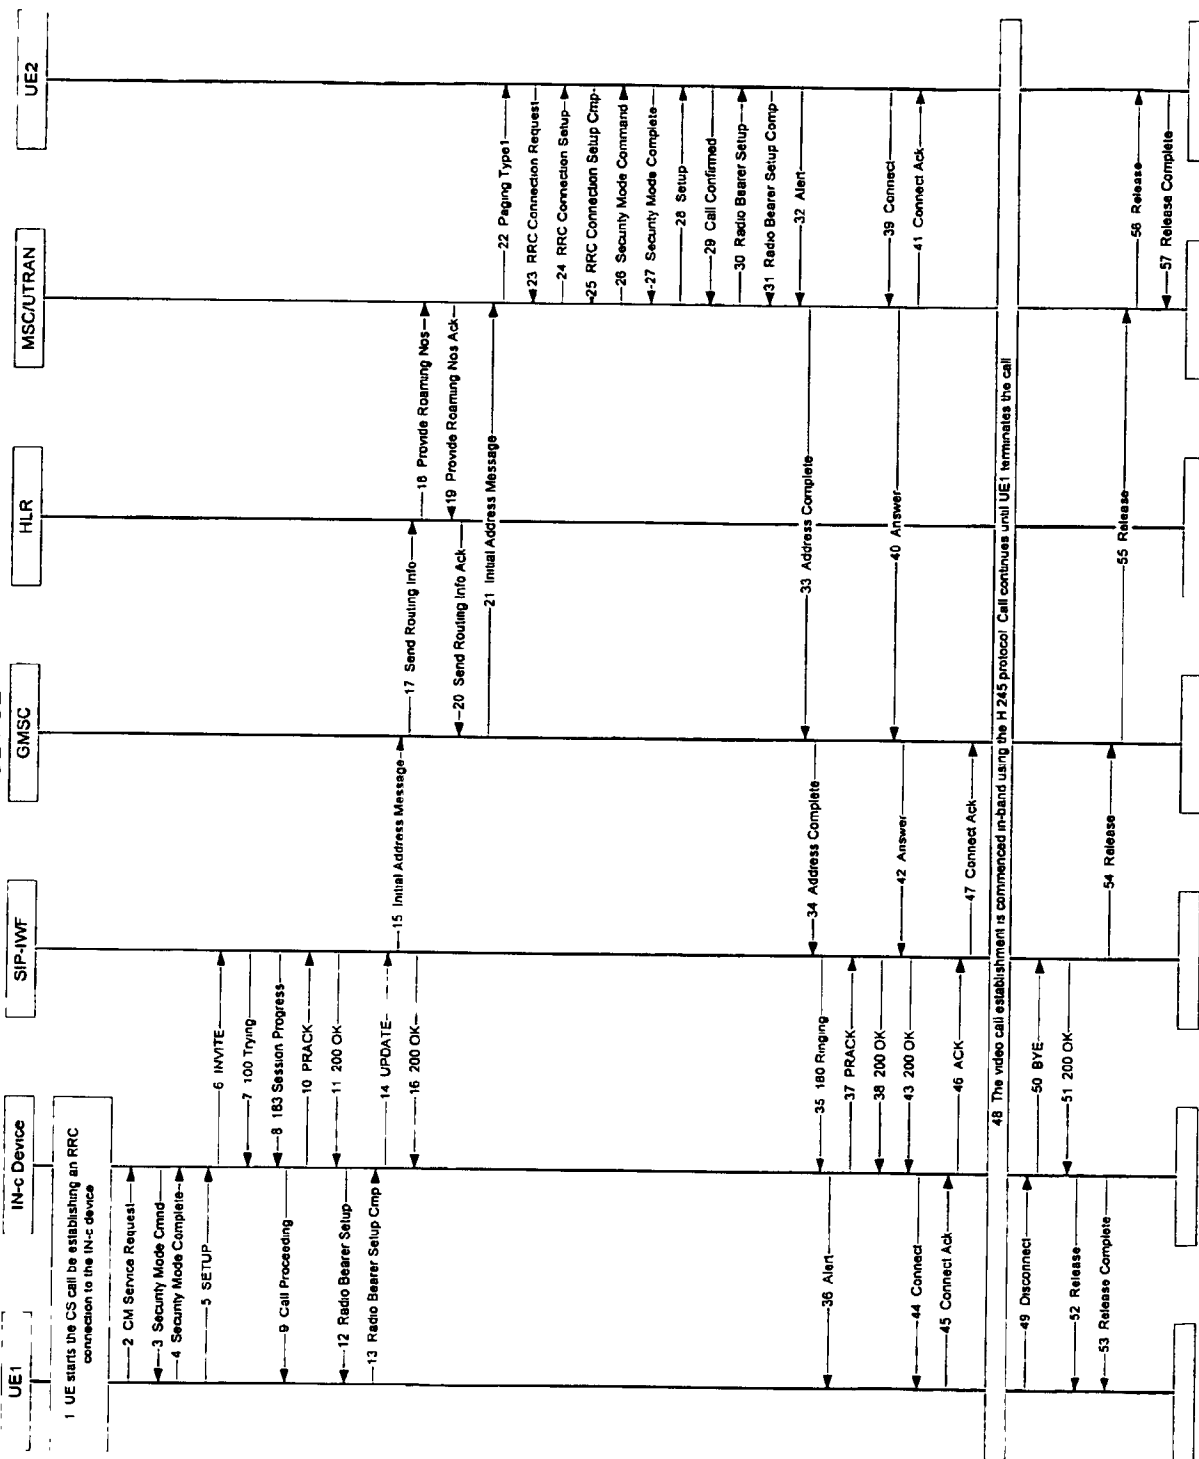 UE1
IN-c Device
SIP-IWF
GMSC
HLR
MSC/UTRAN
UE2
1 UE starts the CS call be establishing an RRC
connection to the IN-c device
2 CM Service Request
3 Security Mode Cmnd
4 Security Mode Complete
5 SETUP
6 INVITE
7 100 Trying
8 183 Session Progress
9 Call Proceeding
10 PRACK
11 200 OK
12 Radio Bearer Setup
13 Radio Bearer Setup Cmp
14 UPDATE
15 Initial Address Message
16 200 OK
17 Send Routing Info
18 Provide Roaming Nos
19 Provide Roaming Nos Ack
20 Send Routing Info Ack
21 Initial Address Message
22 Paging Type1
23 RRC Connection Request
24 RRC Connection Setup
25 RRC Connection Setup Cmp
26 Security Mode Command
27 Security Mode Complete
28 Setup
29 Call Confirmed
30 Radio Bearer Setup
31 Radio Bearer Setup Comp
32 Alert
33 Address Complete
34 Address Complete
35 180 Ringing
36 Alert
37 PRACK
38 200 OK
39 Connect
40 Answer
41 Connect Ack
42 Answer
43 200 OK
44 Connect
45 Connect Ack
46 ACK
47 Connect Ack
48 The video call establishment is commenced in-band using the H 245 protocol Call continues until UE1 terminates the call
49 Disconnect
50 BYE
51 200 OK
52 Release
53 Release Complete
54 Release
55 Release
56 Release
57 Release Complete